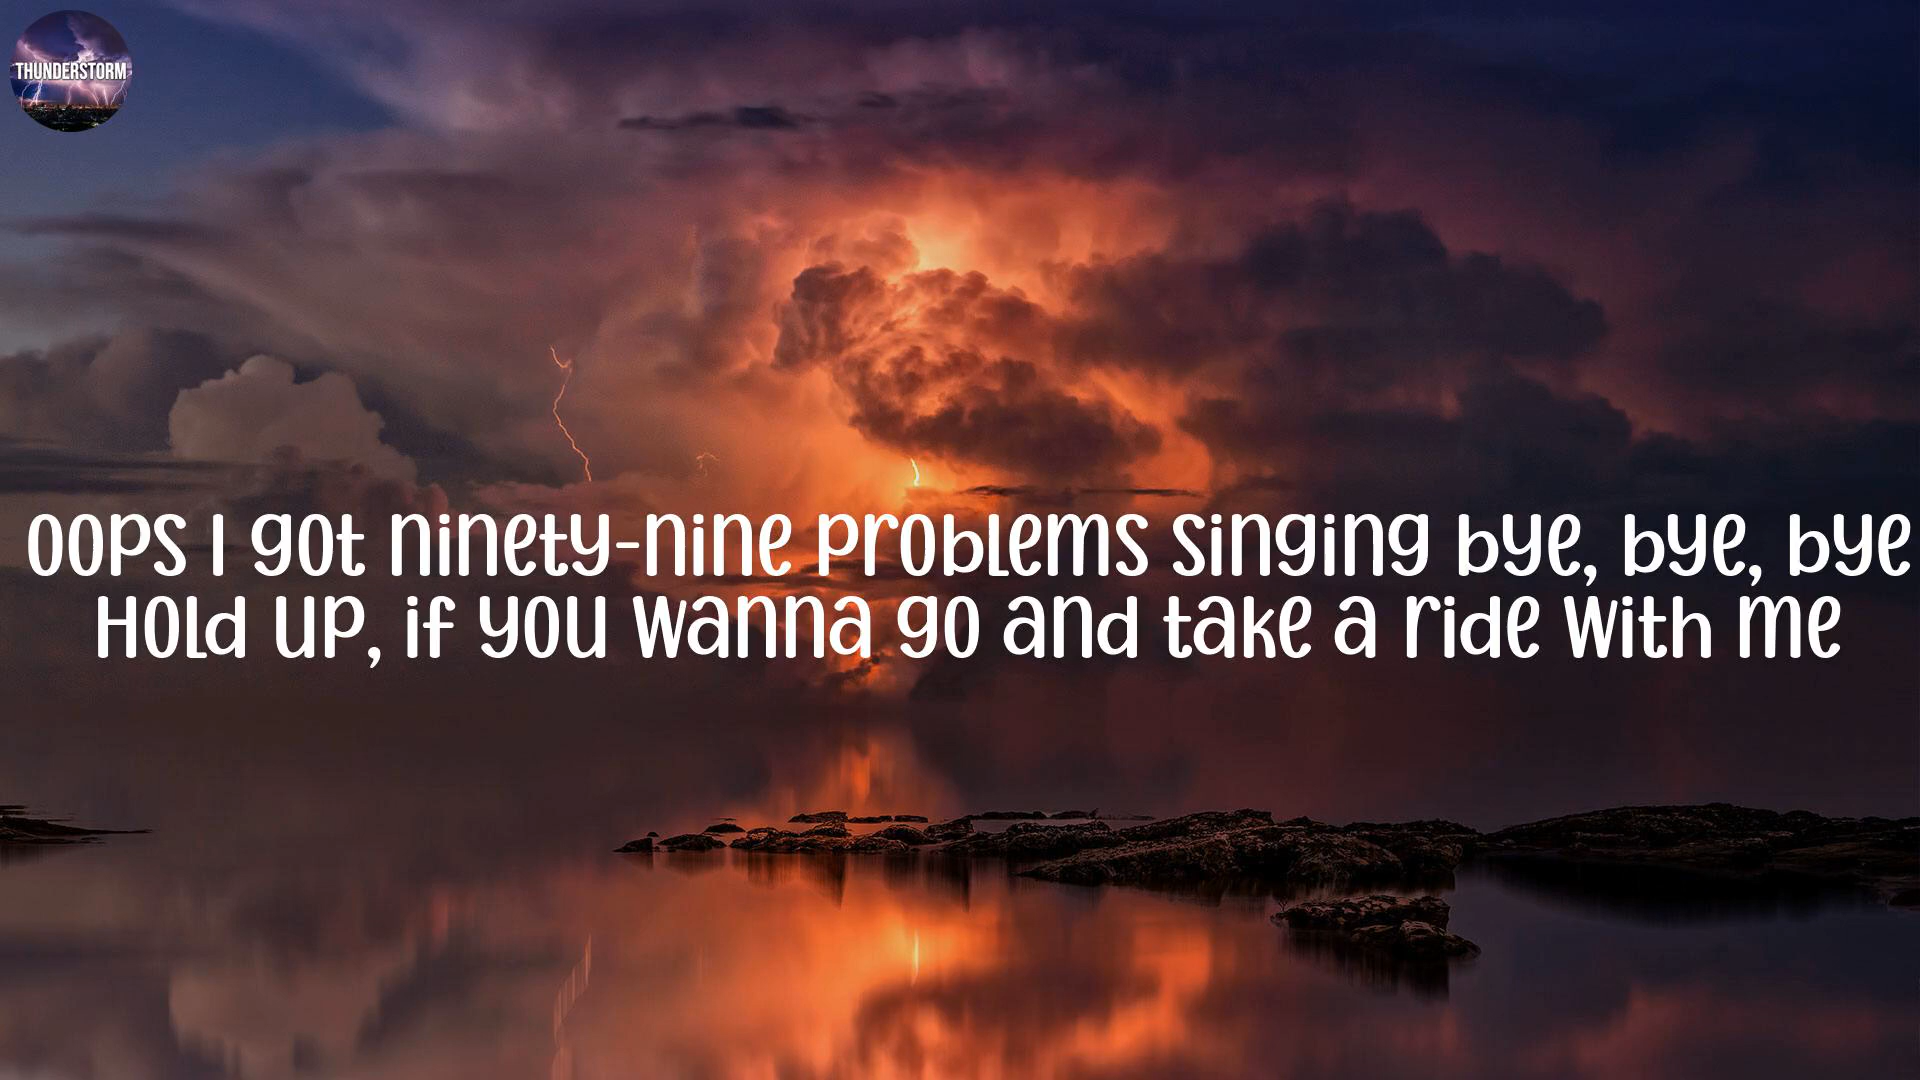 THUNDERSTORM
Oops I got ninety-nine problems singing bye, bye, bye
Hold up, if you wanna go and take a ride with me